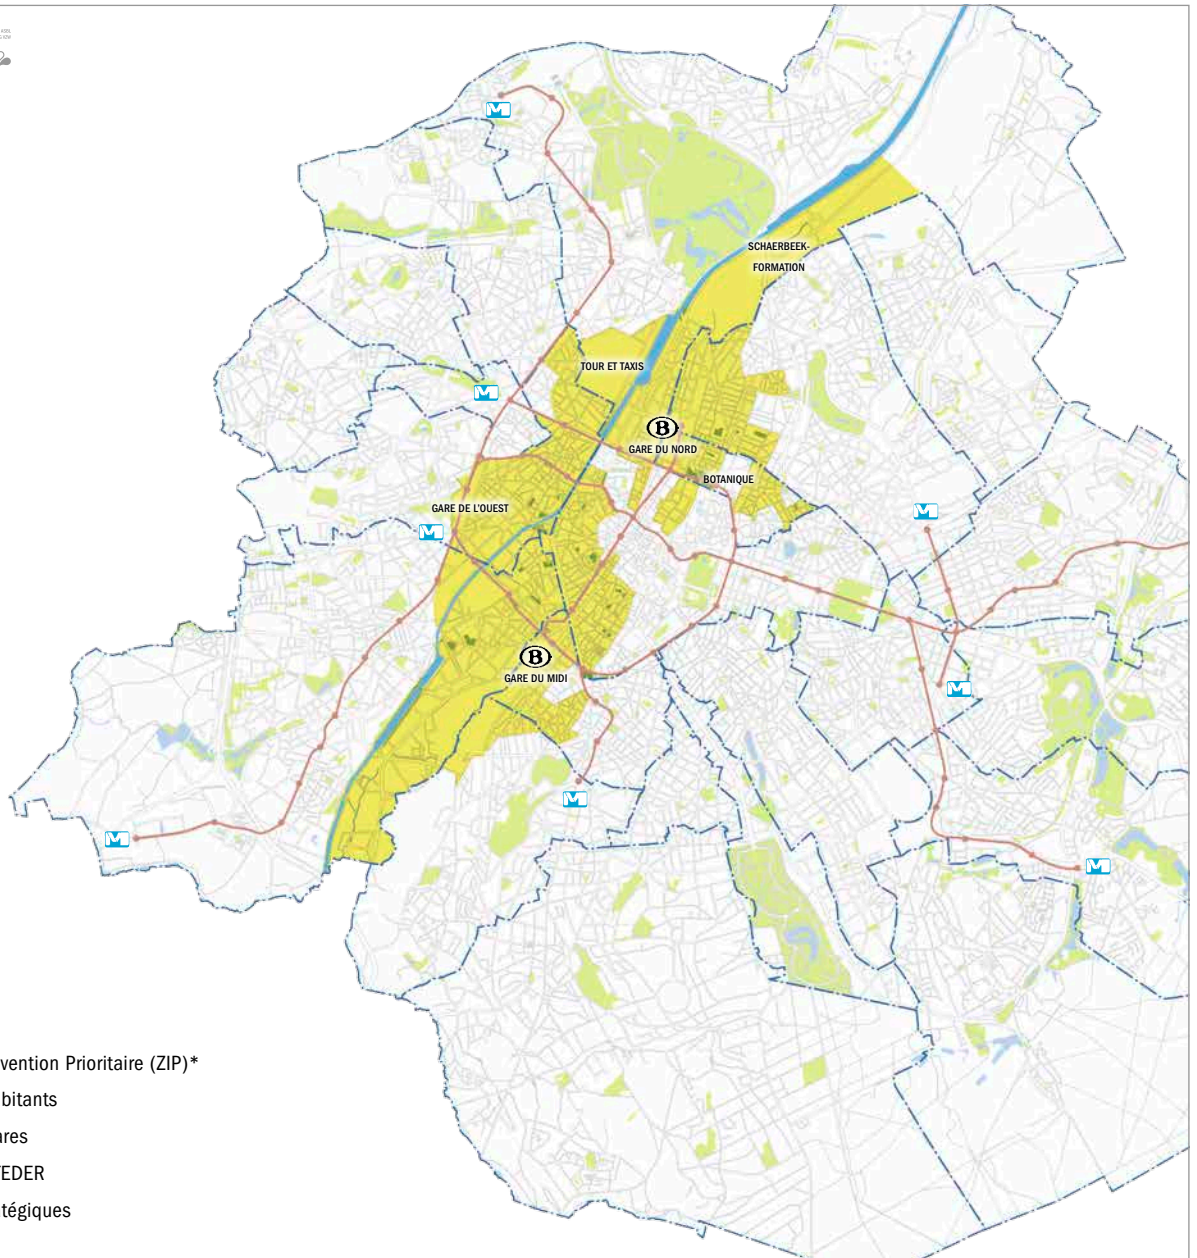 SCHAERBEEK-
FORMATION
TOUR ET TAXIS
B
GARE DU NORD
BOTANIQUE
GARE DE L'OUEST
B
GARE DU MIDI
M
M
M
M
M
M
M
M
vention Prioritaire (ZIP)*
bitants
ares
FEDER
tégiques